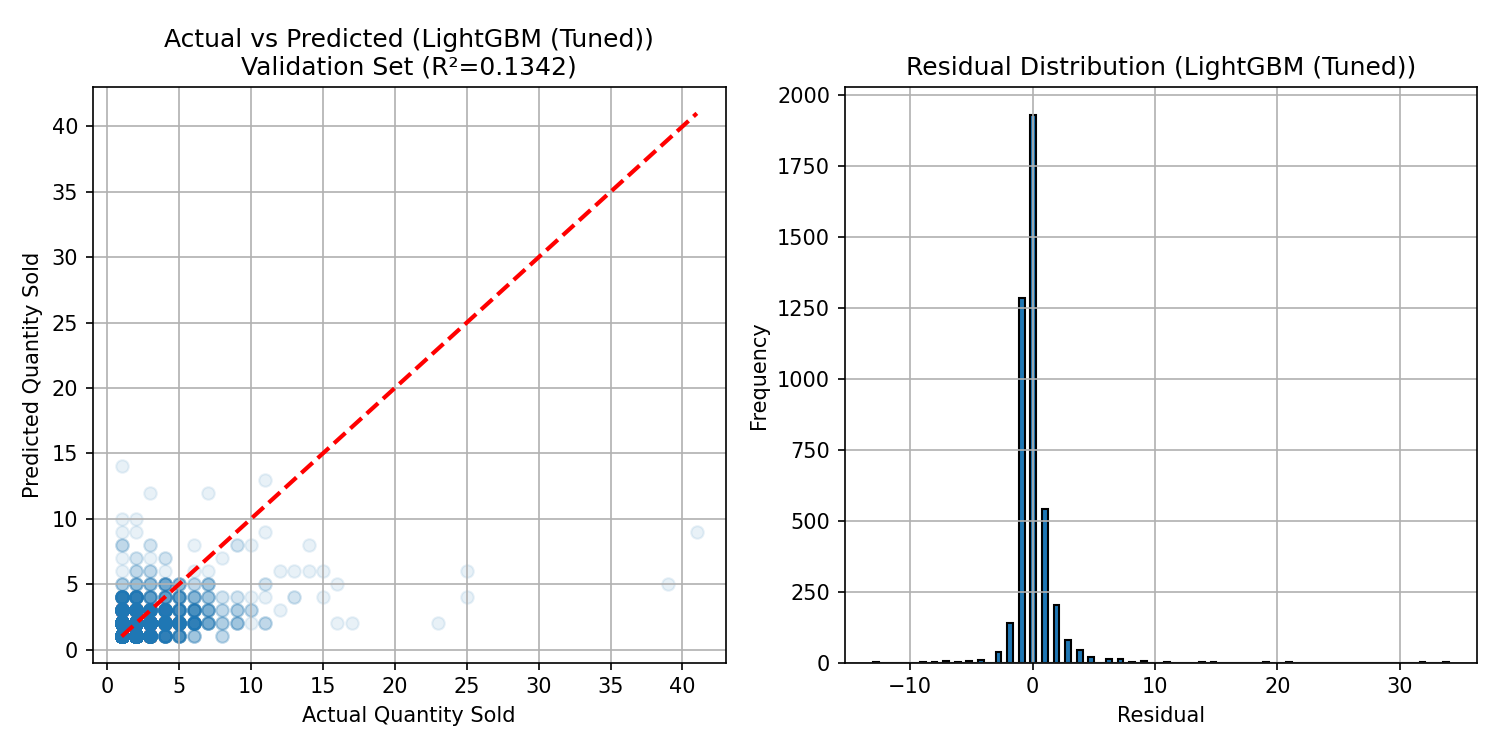 Actual vs Predicted (LightGBM (Tuned))
Validation Set (R²=0.1342)
40
35
30
25
20
15
10
5
0
Predicted Quantity Sold
0 5 10 15 20 25 30 35 40
Actual Quantity Sold
Residual Distribution (LightGBM (Tuned))
2000
1750
1500
1250
1000
750
500
250
0
Frequency
−10 0 10 20 30
Residual